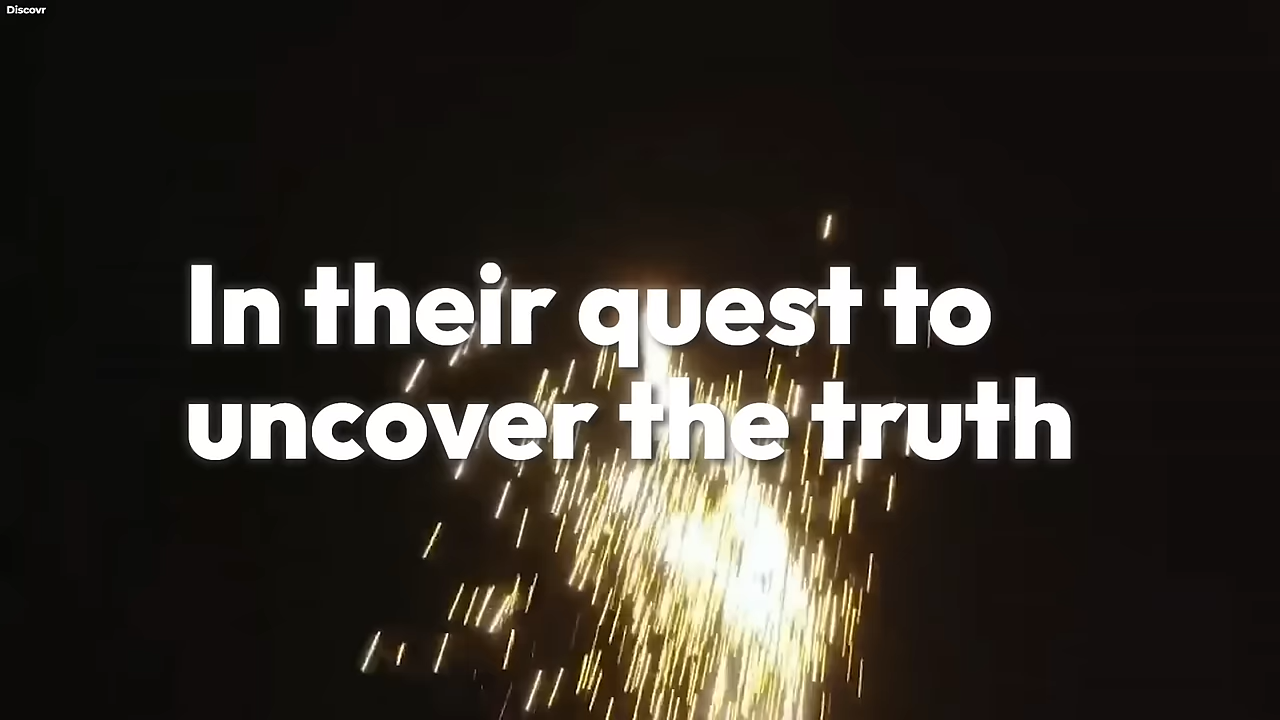 Discovr
In their quest to
uncover the truth